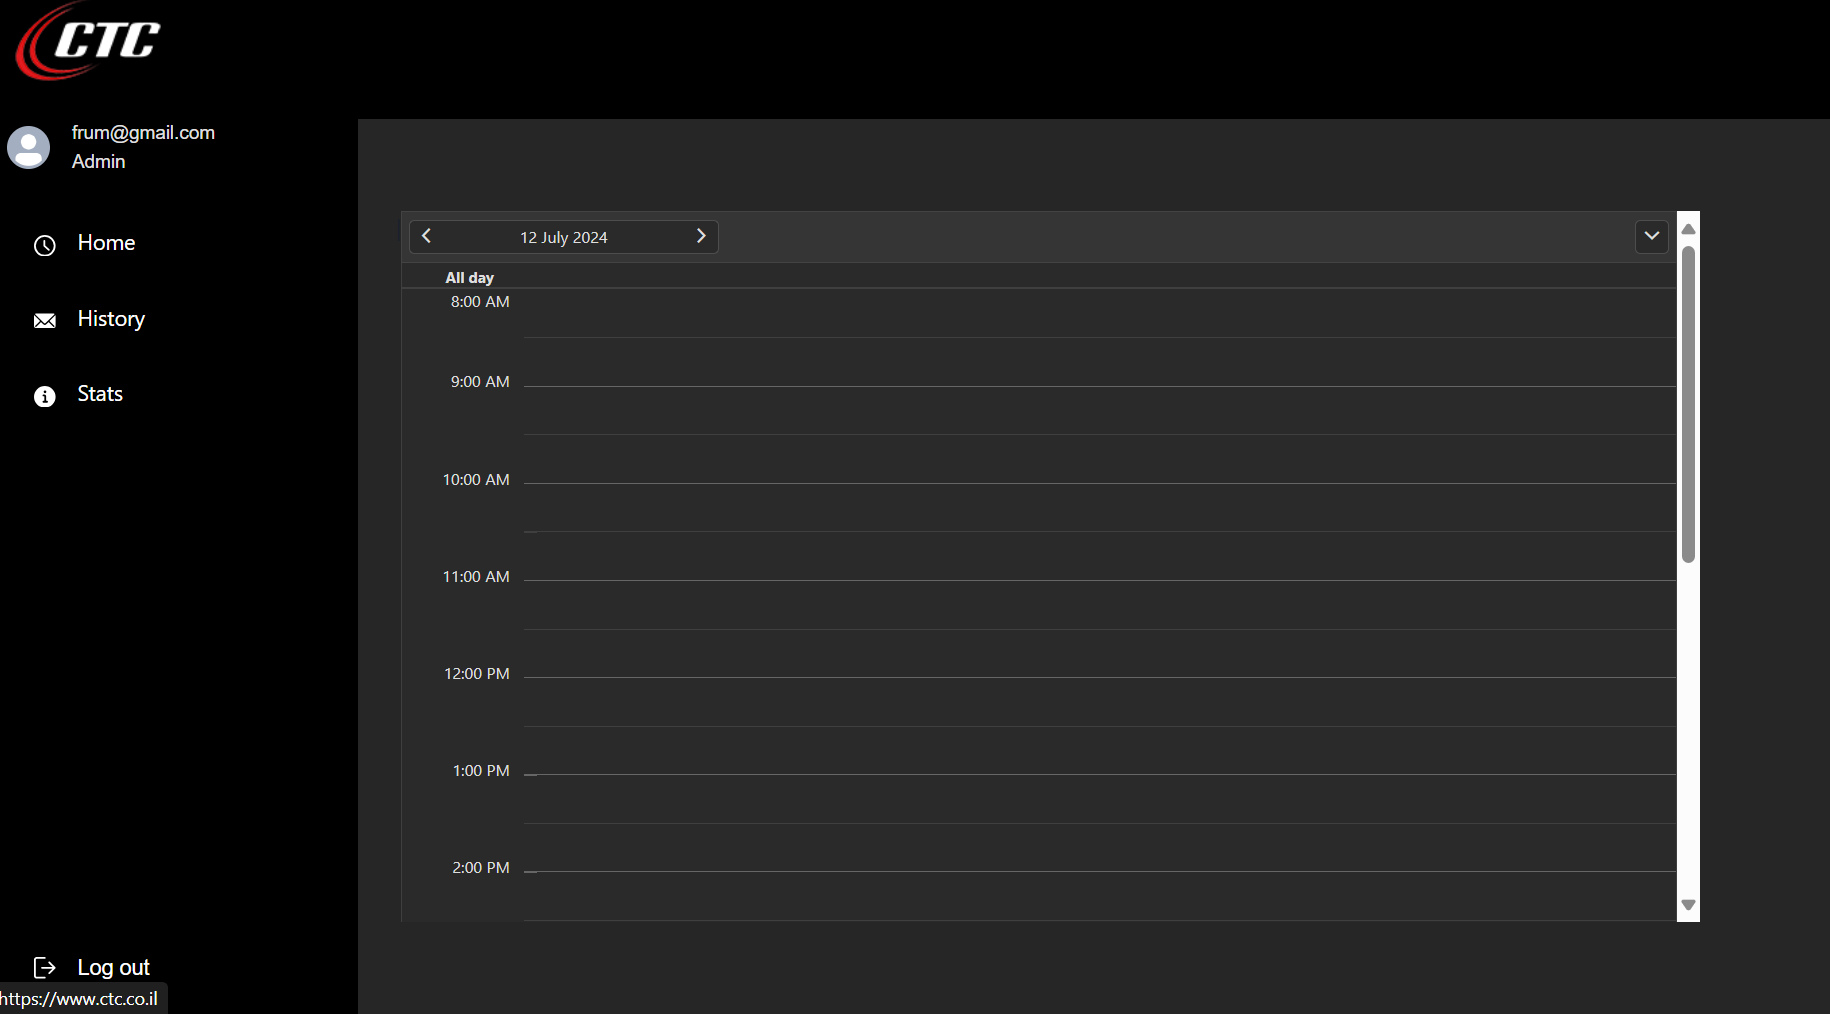 CTC
frum@gmail.com
Admin
Home
History
Stats
Log out
https://www.ctc.co.il
12 July 2024
All day
8:00 AM
9:00 AM
10:00 AM
11:00 AM
12:00 PM
1:00 PM
2:00 PM